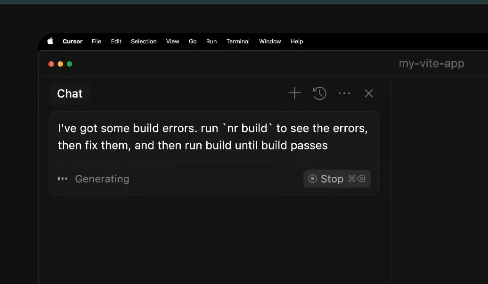 Cursor File Edit Selection View Go Run Terminal Window Help
my-vite-app
Chat
I've got some build errors. run `nr build` to see the errors,
then fix them, and then run build until build passes
Generating
Stop ⌘⌫